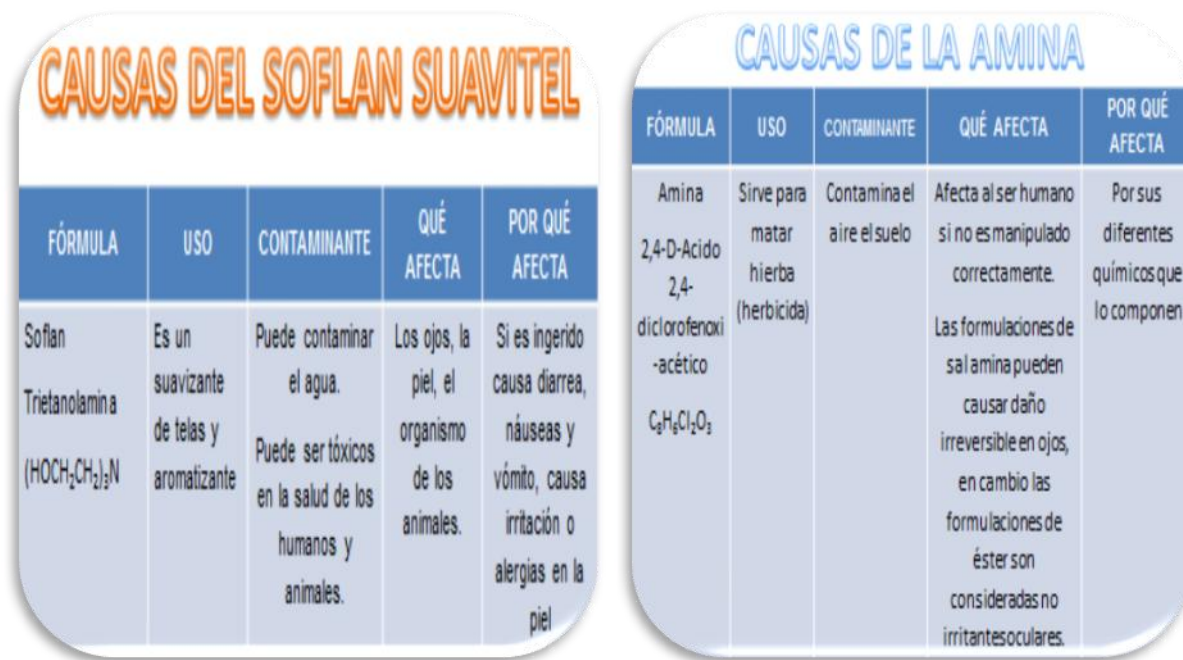 CAUSAS DEL SOFLAN SUAVITEL
FÓRMULA
USO
CONTAMINANTE
QUÉ
AFECTA
POR QUÉ
AFECTA
Soflan
Trietanolamina
(HOCH₂CH₂)₃N
Es un
suavizante
de telas y
aromatizante
Puede contaminar
el agua.
Puede ser tóxicos
en la salud de los
humanos y
animales.
Los ojos, la
piel, el
organismo
de los
animales.
Si es ingerido
causa diarrea,
náuseas y
vómito, causa
irritación o
alergias en la
piel
CAUSAS DE LA AMINA
FÓRMULA
USO
CONTAMINANTE
QUÉ AFECTA
POR QUÉ
AFECTA
Amina
2,4-D-Acido
2,4-
diclorofenoxi
-acético
C₈H₆Cl₂O₃
Sirve para
matar
hierba
(herbicida)
Contamina el
aire el suelo
Afecta al ser humano
si no es manipulado
correctamente.
Las formulaciones de
sal amina pueden
causar daño
irreversible en ojos,
en cambio las
formulaciones de
éster son
consideradas no
irritantes oculares.
Por sus
diferentes
químicos que
lo componen